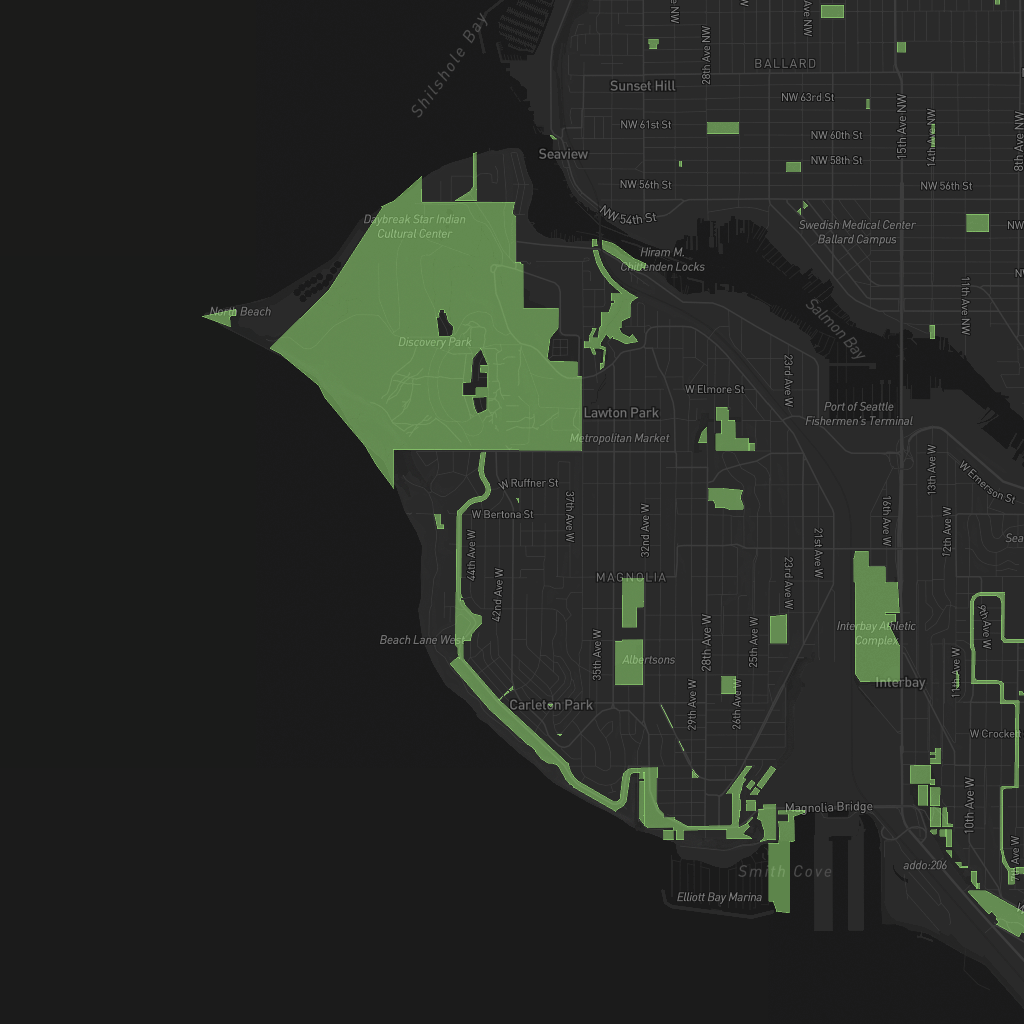 Shilshole Bay
28th Ave NW
BALLARD
Sunset Hill
NW 63rd St
15th Ave NW
14th Ave NW
8th Ave NW
NW 61st St
NW 60th St
Seaview
NW 58th St
NW 56th St
NW 56th St
NW 54th St
Daybreak Star Indian
Cultural Center
Swedish Medical Center
Ballard Campus
NW
Hiram M.
Chittenden Locks
11th Ave NW
North Beach
Salmon Bay
Discovery Park
23rd Ave W
W Elmore St
Lawton Park
Port of Seattle
Fishermen's Terminal
Metropolitan Market
13th Ave W
W Emerson St
W Ruffner St
37th Ave W
32nd Ave W
16th Ave W
W Bertona St
12th Ave W
21st Ave W
Sea
44th Ave W
42nd Ave W
MAGNOLIA
23rd Ave W
9th Ave W
Interbay Athletic
Complex
Beach Lane West
35th Ave W
28th Ave W
25th Ave W
Albertsons
11th Ave W
Interbay
29th Ave W
26th Ave W
Carleton Park
W Crockett
10th Ave W
Magnolia Bridge
7th Ave W
addo:206
Smith Cove
Elliott Bay Marina